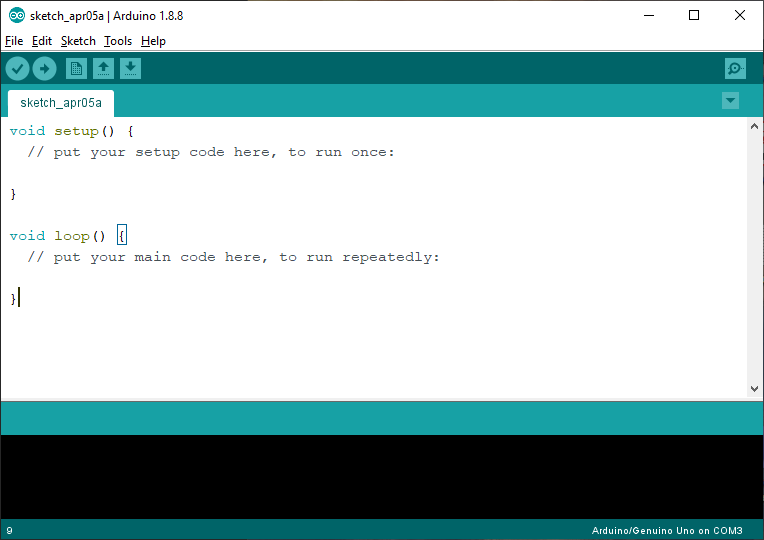 sketch_apr05a | Arduino 1.8.8
File Edit Sketch Tools Help
sketch_apr05a
void setup() {
  // put your setup code here, to run once:
}
void loop() {
  // put your main code here, to run repeatedly:
}
9 Arduino/Genuino Uno on COM3